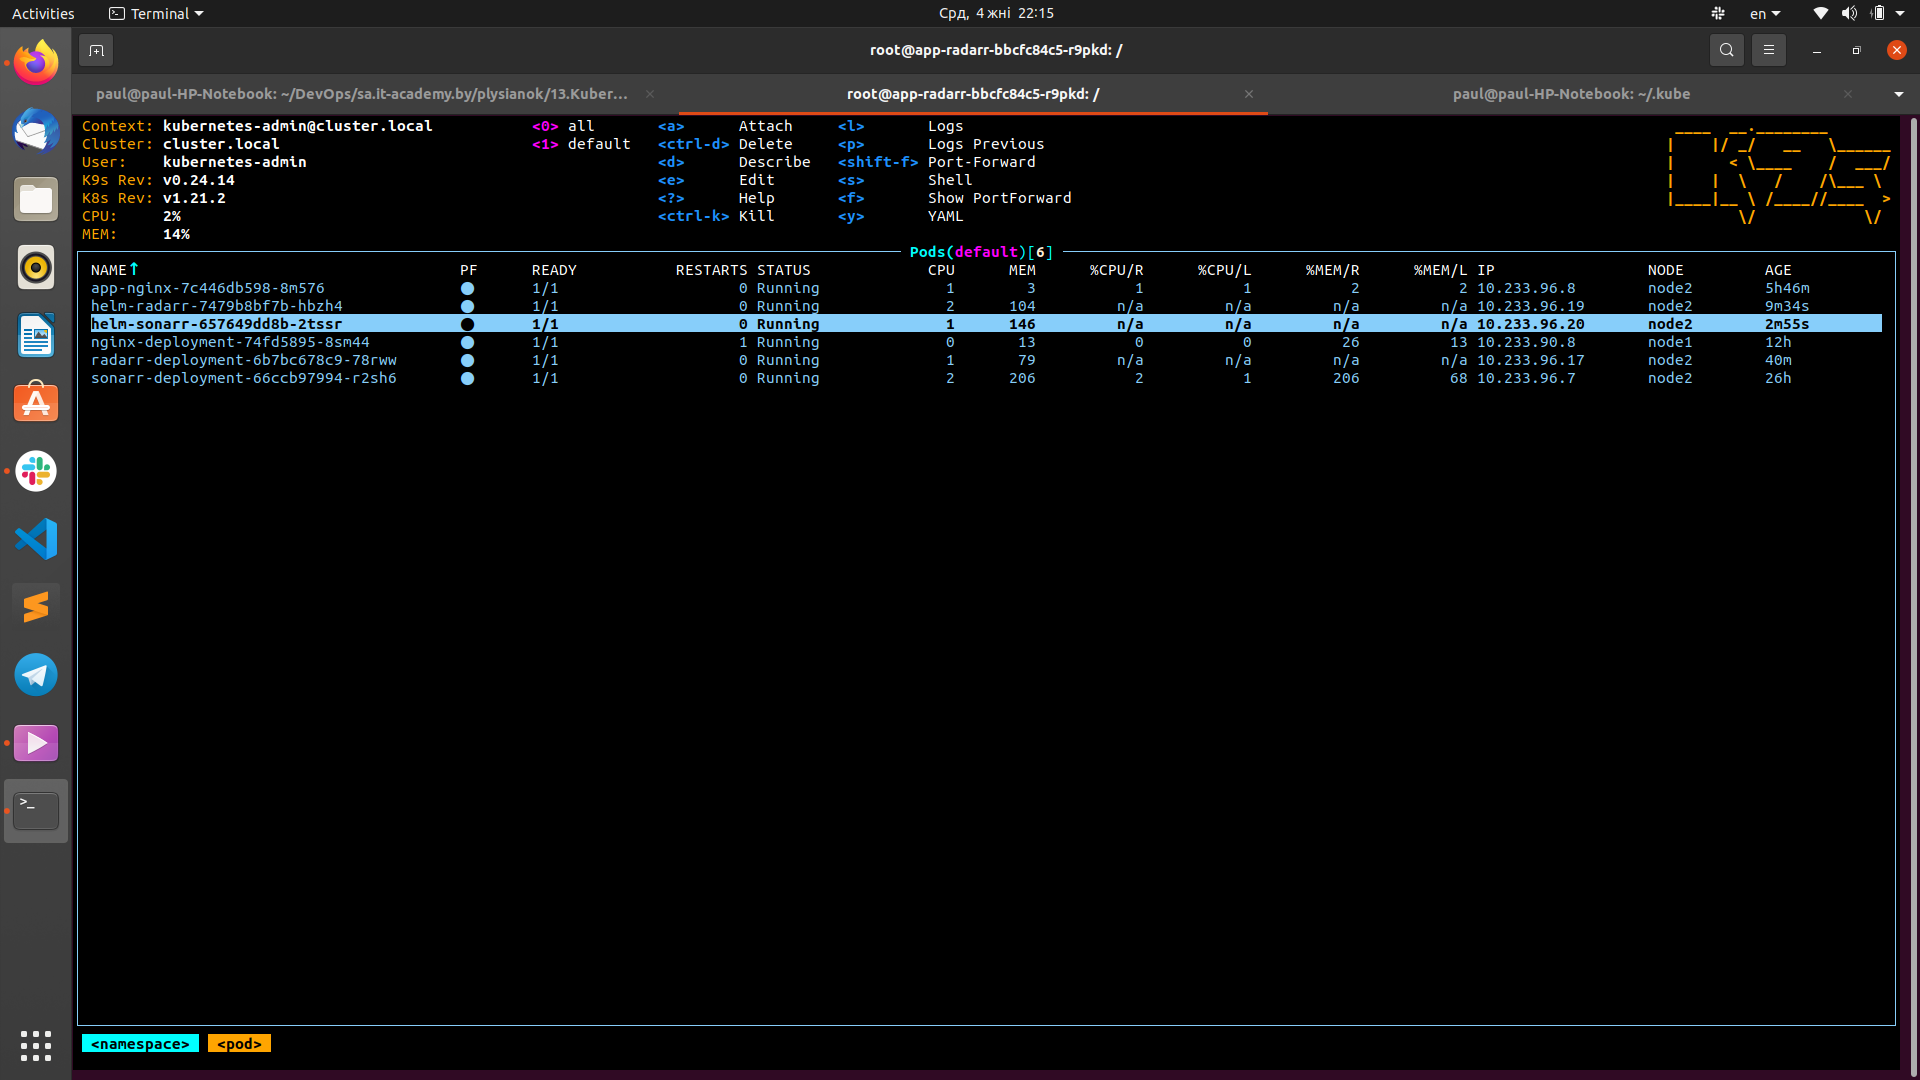 Activities Terminal Срд, 4 жні 22:15 en
root@app-radarr-bbcfc84c5-r9pkd: /
paul@paul-HP-Notebook: ~/DevOps/sa.it-academy.by/plysianok/13.Kuber... root@app-radarr-bbcfc84c5-r9pkd: / paul@paul-HP-Notebook: ~/.kube
Context: kubernetes-admin@cluster.local <0> all <a> Attach <l> Logs
Cluster: cluster.local <1> default <ctrl-d> Delete <p> Logs Previous
User: kubernetes-admin <d> Describe <shift-f> Port-Forward
K9s Rev: v0.24.14 <e> Edit <s> Shell
K8s Rev: v1.21.2 <?> Help <f> Show PortForward
CPU: 2% <ctrl-k> Kill <y> YAML
MEM: 14%
Pods(default)[6]
NAME↑ PF READY RESTARTS STATUS CPU MEM %CPU/R %CPU/L %MEM/R %MEM/L IP NODE AGE
app-nginx-7c446db598-8m576 ● 1/1 0 Running 1 3 1 1 2 2 10.233.96.8 node2 5h46m
helm-radarr-7479b8bf7b-hbzh4 ● 1/1 0 Running 2 104 n/a n/a n/a n/a 10.233.96.19 node2 9m34s
helm-sonarr-657649dd8b-2tssr ● 1/1 0 Running 1 146 n/a n/a n/a n/a 10.233.96.20 node2 2m55s
nginx-deployment-74fd5895-8sm44 ● 1/1 1 Running 0 13 0 0 26 13 10.233.90.8 node1 12h
radarr-deployment-6b7bc678c9-78rww ● 1/1 0 Running 1 79 n/a n/a n/a n/a 10.233.96.17 node2 40m
sonarr-deployment-66ccb97994-r2sh6 ● 1/1 0 Running 2 206 2 1 206 68 10.233.96.7 node2 26h
<namespace> <pod>